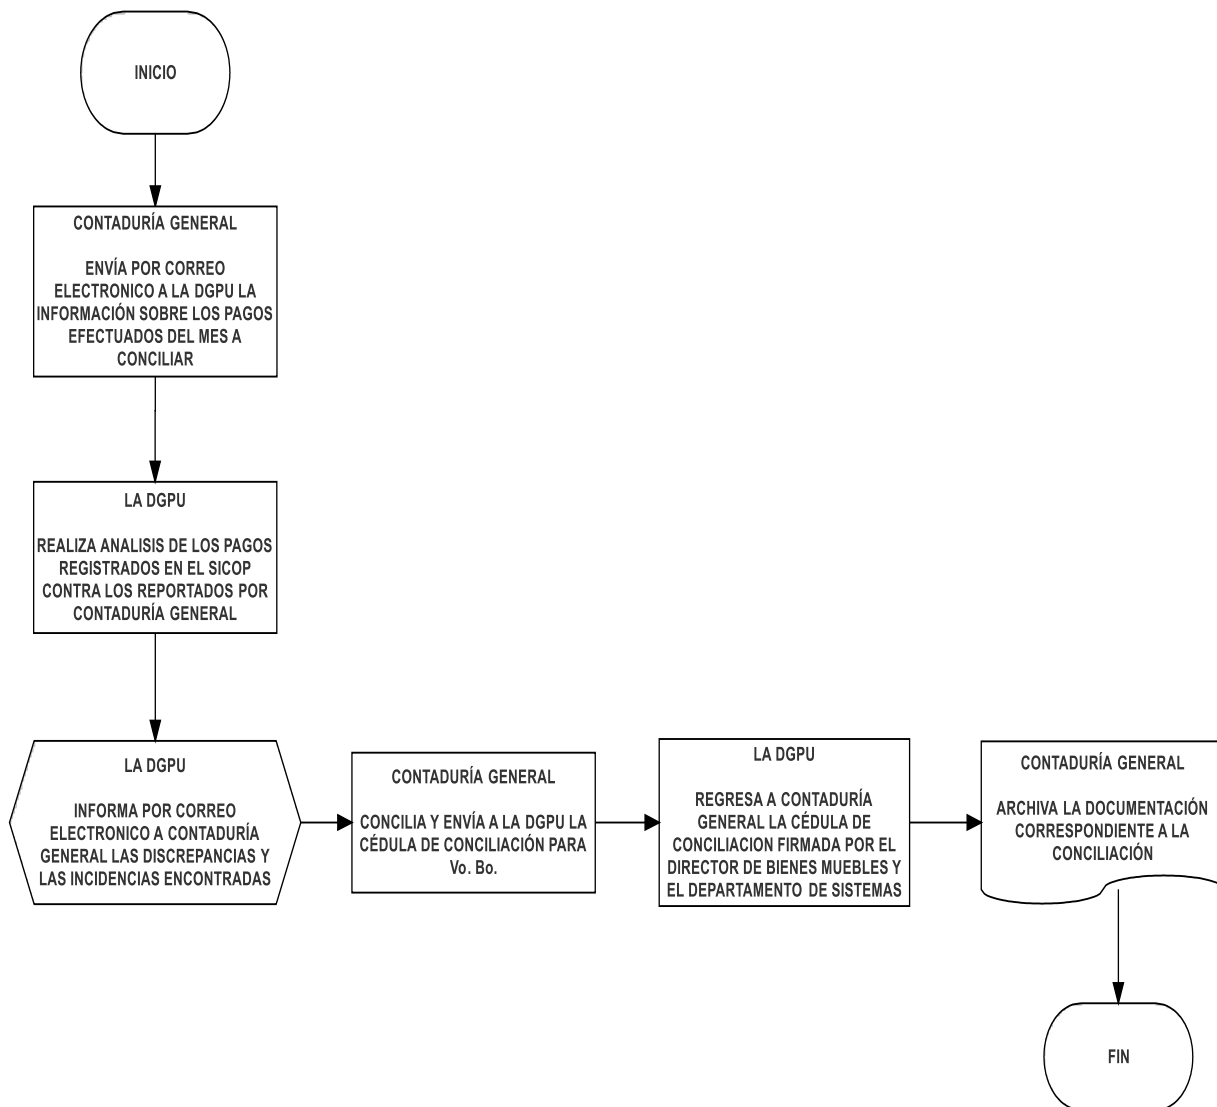 INICIO
CONTADURÍA GENERAL
ENVÍA POR CORREO
ELECTRONICO A LA DGPU LA
INFORMACIÓN SOBRE LOS PAGOS
EFECTUADOS DEL MES A
CONCILIAR
LA DGPU
REALIZA ANALISIS DE LOS PAGOS
REGISTRADOS EN EL SICOP
CONTRA LOS REPORTADOS POR
CONTADURÍA GENERAL
LA DGPU
INFORMA POR CORREO
ELECTRONICO A CONTADURÍA
GENERAL LAS DISCREPANCIAS Y
LAS INCIDENCIAS ENCONTRADAS
CONTADURÍA GENERAL
CONCILIA Y ENVÍA A LA DGPU LA
CÉDULA DE CONCILIACIÓN PARA
Vo. Bo.
LA DGPU
REGRESA A CONTADURÍA
GENERAL LA CÉDULA DE
CONCILIACION FIRMADA POR EL
DIRECTOR DE BIENES MUEBLES Y
EL DEPARTAMENTO DE SISTEMAS
CONTADURÍA GENERAL
ARCHIVA LA DOCUMENTACIÓN
CORRESPONDIENTE A LA
CONCILIACIÓN
FIN